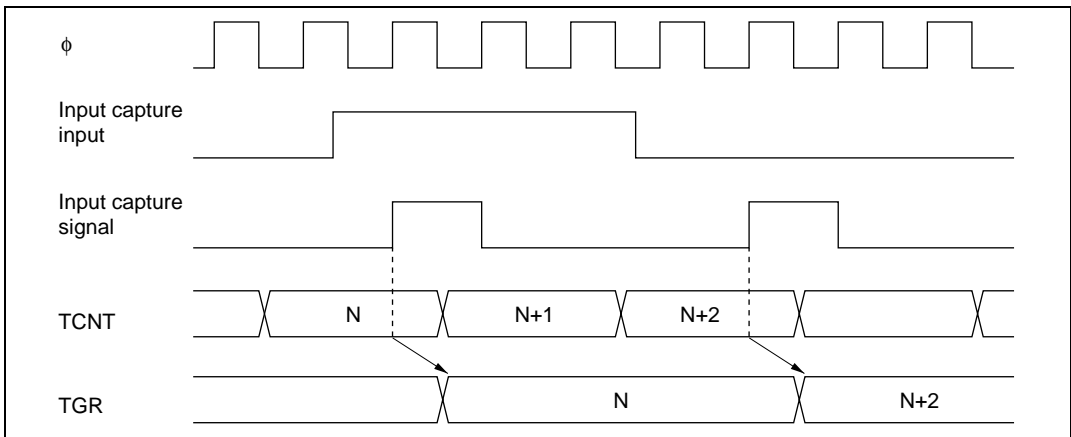 ϕ
Input capture
input
Input capture
signal
TCNT N N+1 N+2
TGR N N+2